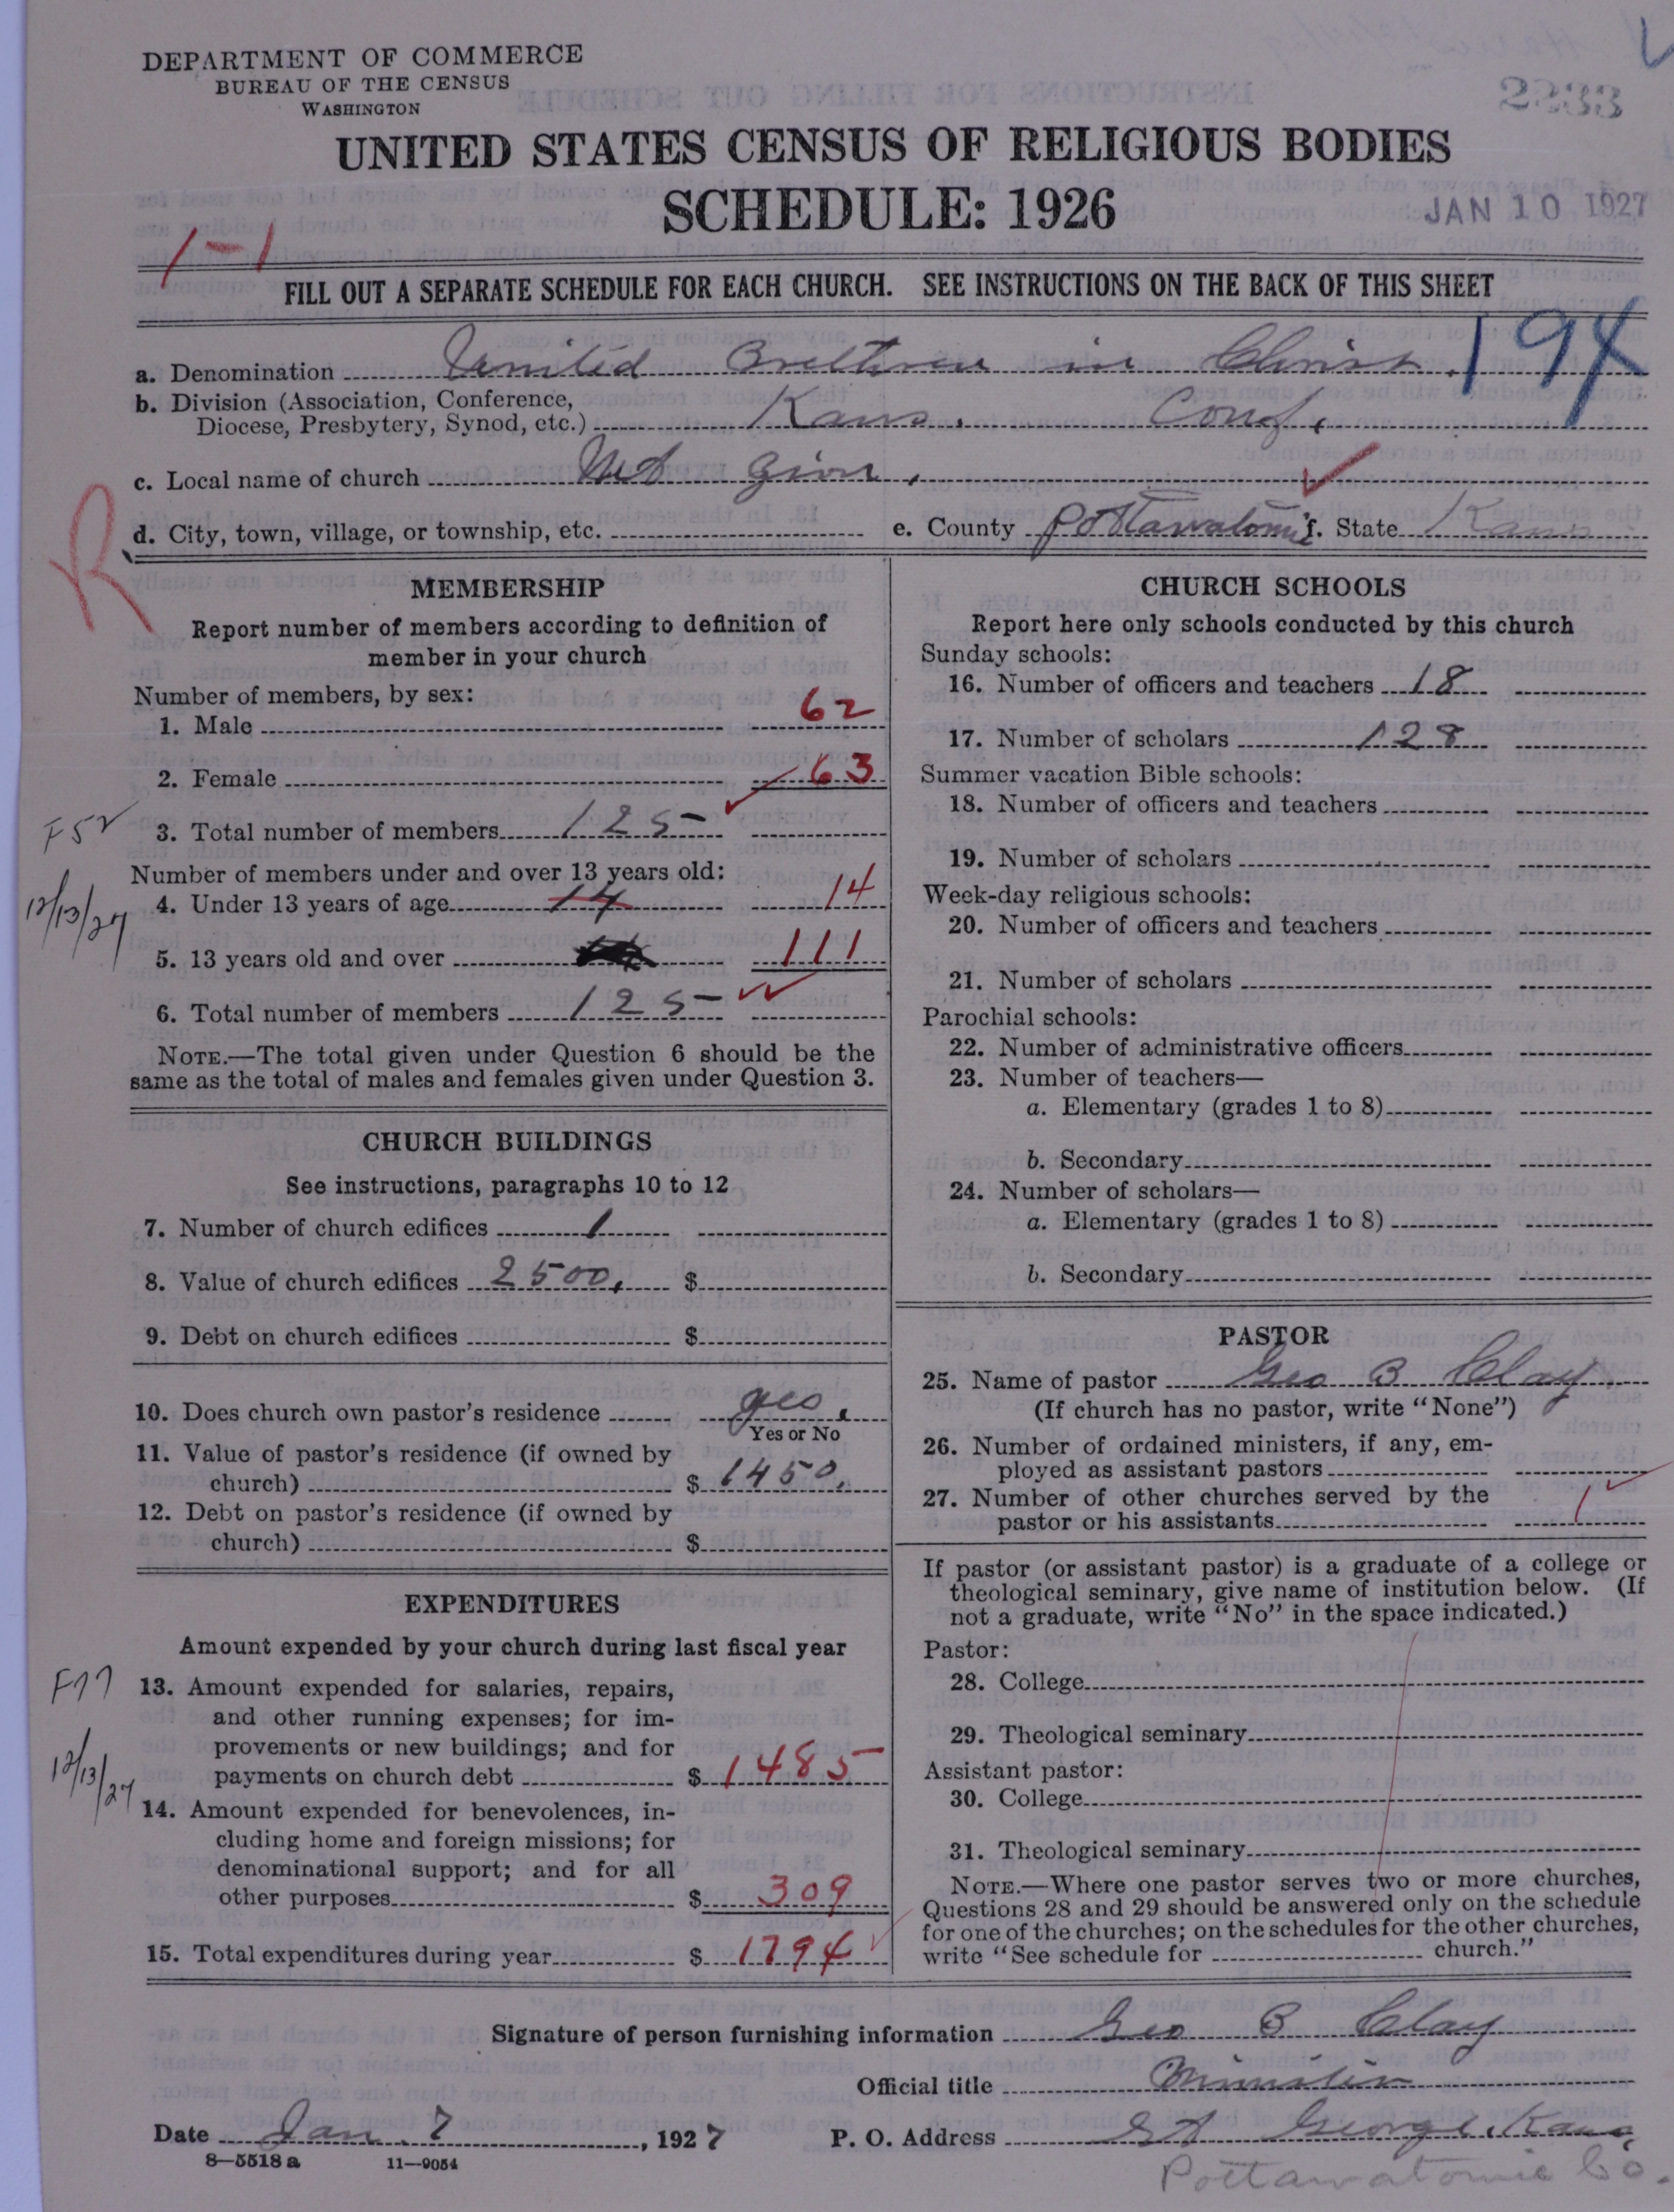 DEPARTMENT OF COMMERCE
BUREAU OF THE CENSUS
WASHINGTON
2233
UNITED STATES CENSUS OF RELIGIOUS BODIES
SCHEDULE: 1926
JAN 10 1927
1-1
FILL OUT A SEPARATE SCHEDULE FOR EACH CHURCH. SEE INSTRUCTIONS ON THE BACK OF THIS SHEET
194
a. Denomination United Brethren in Christ.
b. Division (Association, Conference,
Diocese, Presbytery, Synod, etc.) Kans. Conf.
c. Local name of church Mt Zion.
R
d. City, town, village, or township, etc. e. County Pottawatomie f. State Kans
MEMBERSHIP
Report number of members according to definition of
member in your church
Number of members, by sex:
1. Male 62
2. Female 63
F52
3. Total number of members 125
Number of members under and over 13 years old:
12/13/27
4. Under 13 years of age 14 14
5. 13 years old and over 111
6. Total number of members 125
NOTE.—The total given under Question 6 should be the
same as the total of males and females given under Question 3.
CHURCH BUILDINGS
See instructions, paragraphs 10 to 12
7. Number of church edifices 1
8. Value of church edifices 2500. $
9. Debt on church edifices $
10. Does church own pastor's residence yes.
Yes or No
11. Value of pastor's residence (if owned by
church) $ 1450.
12. Debt on pastor's residence (if owned by
church) $
EXPENDITURES
Amount expended by your church during last fiscal year
F77
13. Amount expended for salaries, repairs,
and other running expenses; for im-
provements or new buildings; and for
payments on church debt $ 1485
12/13/27
14. Amount expended for benevolences, in-
cluding home and foreign missions; for
denominational support; and for all
other purposes $ 309
15. Total expenditures during year $ 1794
CHURCH SCHOOLS
Report here only schools conducted by this church
Sunday schools:
16. Number of officers and teachers 18
17. Number of scholars 128
Summer vacation Bible schools:
18. Number of officers and teachers
19. Number of scholars
Week-day religious schools:
20. Number of officers and teachers
21. Number of scholars
Parochial schools:
22. Number of administrative officers
23. Number of teachers—
a. Elementary (grades 1 to 8)
b. Secondary
24. Number of scholars—
a. Elementary (grades 1 to 8)
b. Secondary
PASTOR
25. Name of pastor Geo B Clay.
(If church has no pastor, write "None")
26. Number of ordained ministers, if any, em-
ployed as assistant pastors
27. Number of other churches served by the
pastor or his assistants 1
If pastor (or assistant pastor) is a graduate of a college or
theological seminary, give name of institution below. (If
not a graduate, write "No" in the space indicated.)
Pastor:
28. College
29. Theological seminary
Assistant pastor:
30. College
31. Theological seminary
NOTE.—Where one pastor serves two or more churches,
Questions 28 and 29 should be answered only on the schedule
for one of the churches; on the schedules for the other churches,
write "See schedule for church."
Signature of person furnishing information Geo B Clay
Official title Minister
Date Jan. 7, 1927 P. O. Address St George. Kans.
8—5518 a 11—9054
Pottawatomie Co.